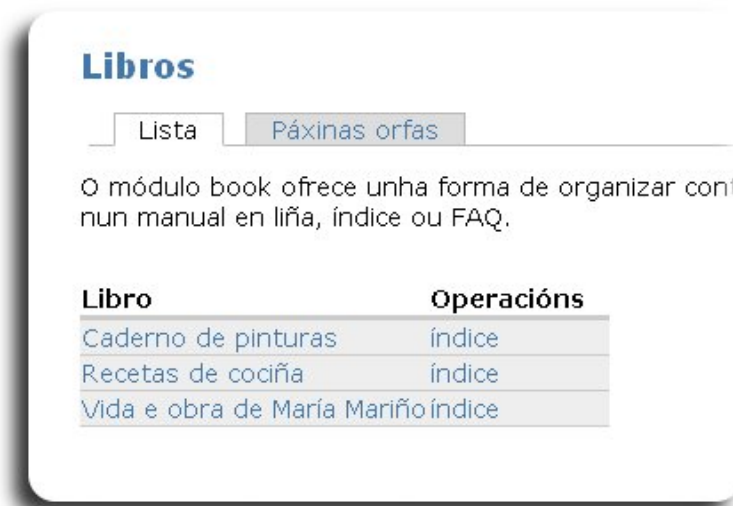 Libros
Lista Páxinas orfas
O módulo book ofrece unha forma de organizar
nun manual en liña, índice ou FAQ.
Libro Operacións
Caderno de pinturas índice
Recetas de cociña índice
Vida e obra de María Mariño índice